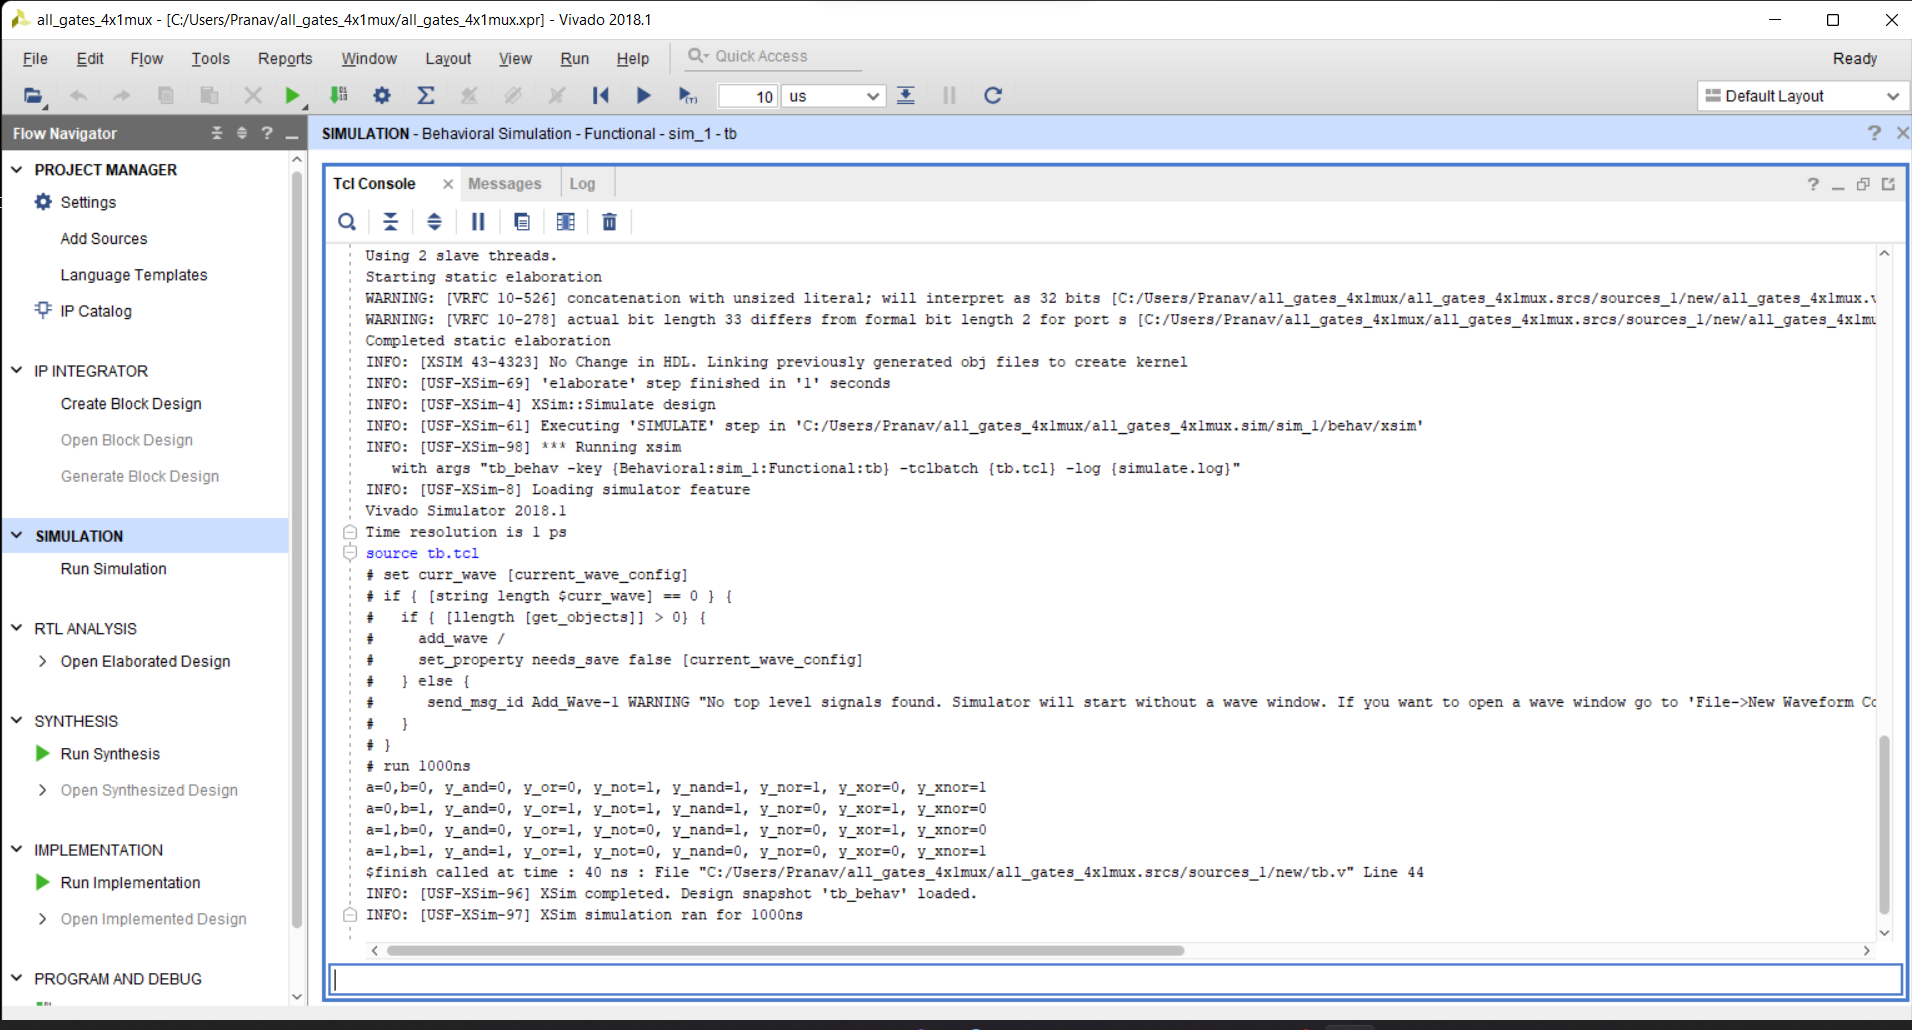 all_gates_4x1mux - [C:/Users/Pranav/all_gates_4x1mux/all_gates_4x1mux.xpr] - Vivado 2018.1
File Edit Flow Tools Reports Window Layout View Run Help Quick Access Ready
10 us Default Layout
Flow Navigator
SIMULATION - Behavioral Simulation - Functional - sim_1 - tb
PROJECT MANAGER
Settings
Add Sources
Language Templates
IP Catalog
IP INTEGRATOR
Create Block Design
Open Block Design
Generate Block Design
SIMULATION
Run Simulation
RTL ANALYSIS
Open Elaborated Design
SYNTHESIS
Run Synthesis
Open Synthesized Design
IMPLEMENTATION
Run Implementation
Open Implemented Design
PROGRAM AND DEBUG
Tcl Console Messages Log
Using 2 slave threads.
Starting static elaboration
WARNING: [VRFC 10-526] concatenation with unsized literal; will interpret as 32 bits [C:/Users/Pranav/all_gates_4x1mux/all_gates_4x1mux.srcs/sources_1/new/all_gates_4x1mux.v
WARNING: [VRFC 10-278] actual bit length 33 differs from formal bit length 2 for port s [C:/Users/Pranav/all_gates_4x1mux/all_gates_4x1mux.srcs/sources_1/new/all_gates_4x1mu
Completed static elaboration
INFO: [XSIM 43-4323] No Change in HDL. Linking previously generated obj files to create kernel
INFO: [USF-XSim-69] 'elaborate' step finished in '1' seconds
INFO: [USF-XSim-4] XSim::Simulate design
INFO: [USF-XSim-61] Executing 'SIMULATE' step in 'C:/Users/Pranav/all_gates_4x1mux/all_gates_4x1mux.sim/sim_1/behav/xsim'
INFO: [USF-XSim-98] *** Running xsim
with args "tb_behav -key {Behavioral:sim_1:Functional:tb} -tclbatch {tb.tcl} -log {simulate.log}"
INFO: [USF-XSim-8] Loading simulator feature
Vivado Simulator 2018.1
Time resolution is 1 ps
source tb.tcl
# set curr_wave [current_wave_config]
# if { [string length $curr_wave] == 0 } {
#   if { [llength [get_objects]] > 0} {
#     add_wave /
#     set_property needs_save false [current_wave_config]
#   } else {
#      send_msg_id Add_Wave-1 WARNING "No top level signals found. Simulator will start without a wave window. If you want to open a wave window go to 'File->New Waveform Co
#   }
# }
# run 1000ns
a=0,b=0, y_and=0, y_or=0, y_not=1, y_nand=1, y_nor=1, y_xor=0, y_xnor=1
a=0,b=1, y_and=0, y_or=1, y_not=1, y_nand=1, y_nor=0, y_xor=1, y_xnor=0
a=1,b=0, y_and=0, y_or=1, y_not=0, y_nand=1, y_nor=0, y_xor=1, y_xnor=0
a=1,b=1, y_and=1, y_or=1, y_not=0, y_nand=0, y_nor=0, y_xor=0, y_xnor=1
$finish called at time : 40 ns : File "C:/Users/Pranav/all_gates_4x1mux/all_gates_4x1mux.srcs/sources_1/new/tb.v" Line 44
INFO: [USF-XSim-96] XSim completed. Design snapshot 'tb_behav' loaded.
INFO: [USF-XSim-97] XSim simulation ran for 1000ns